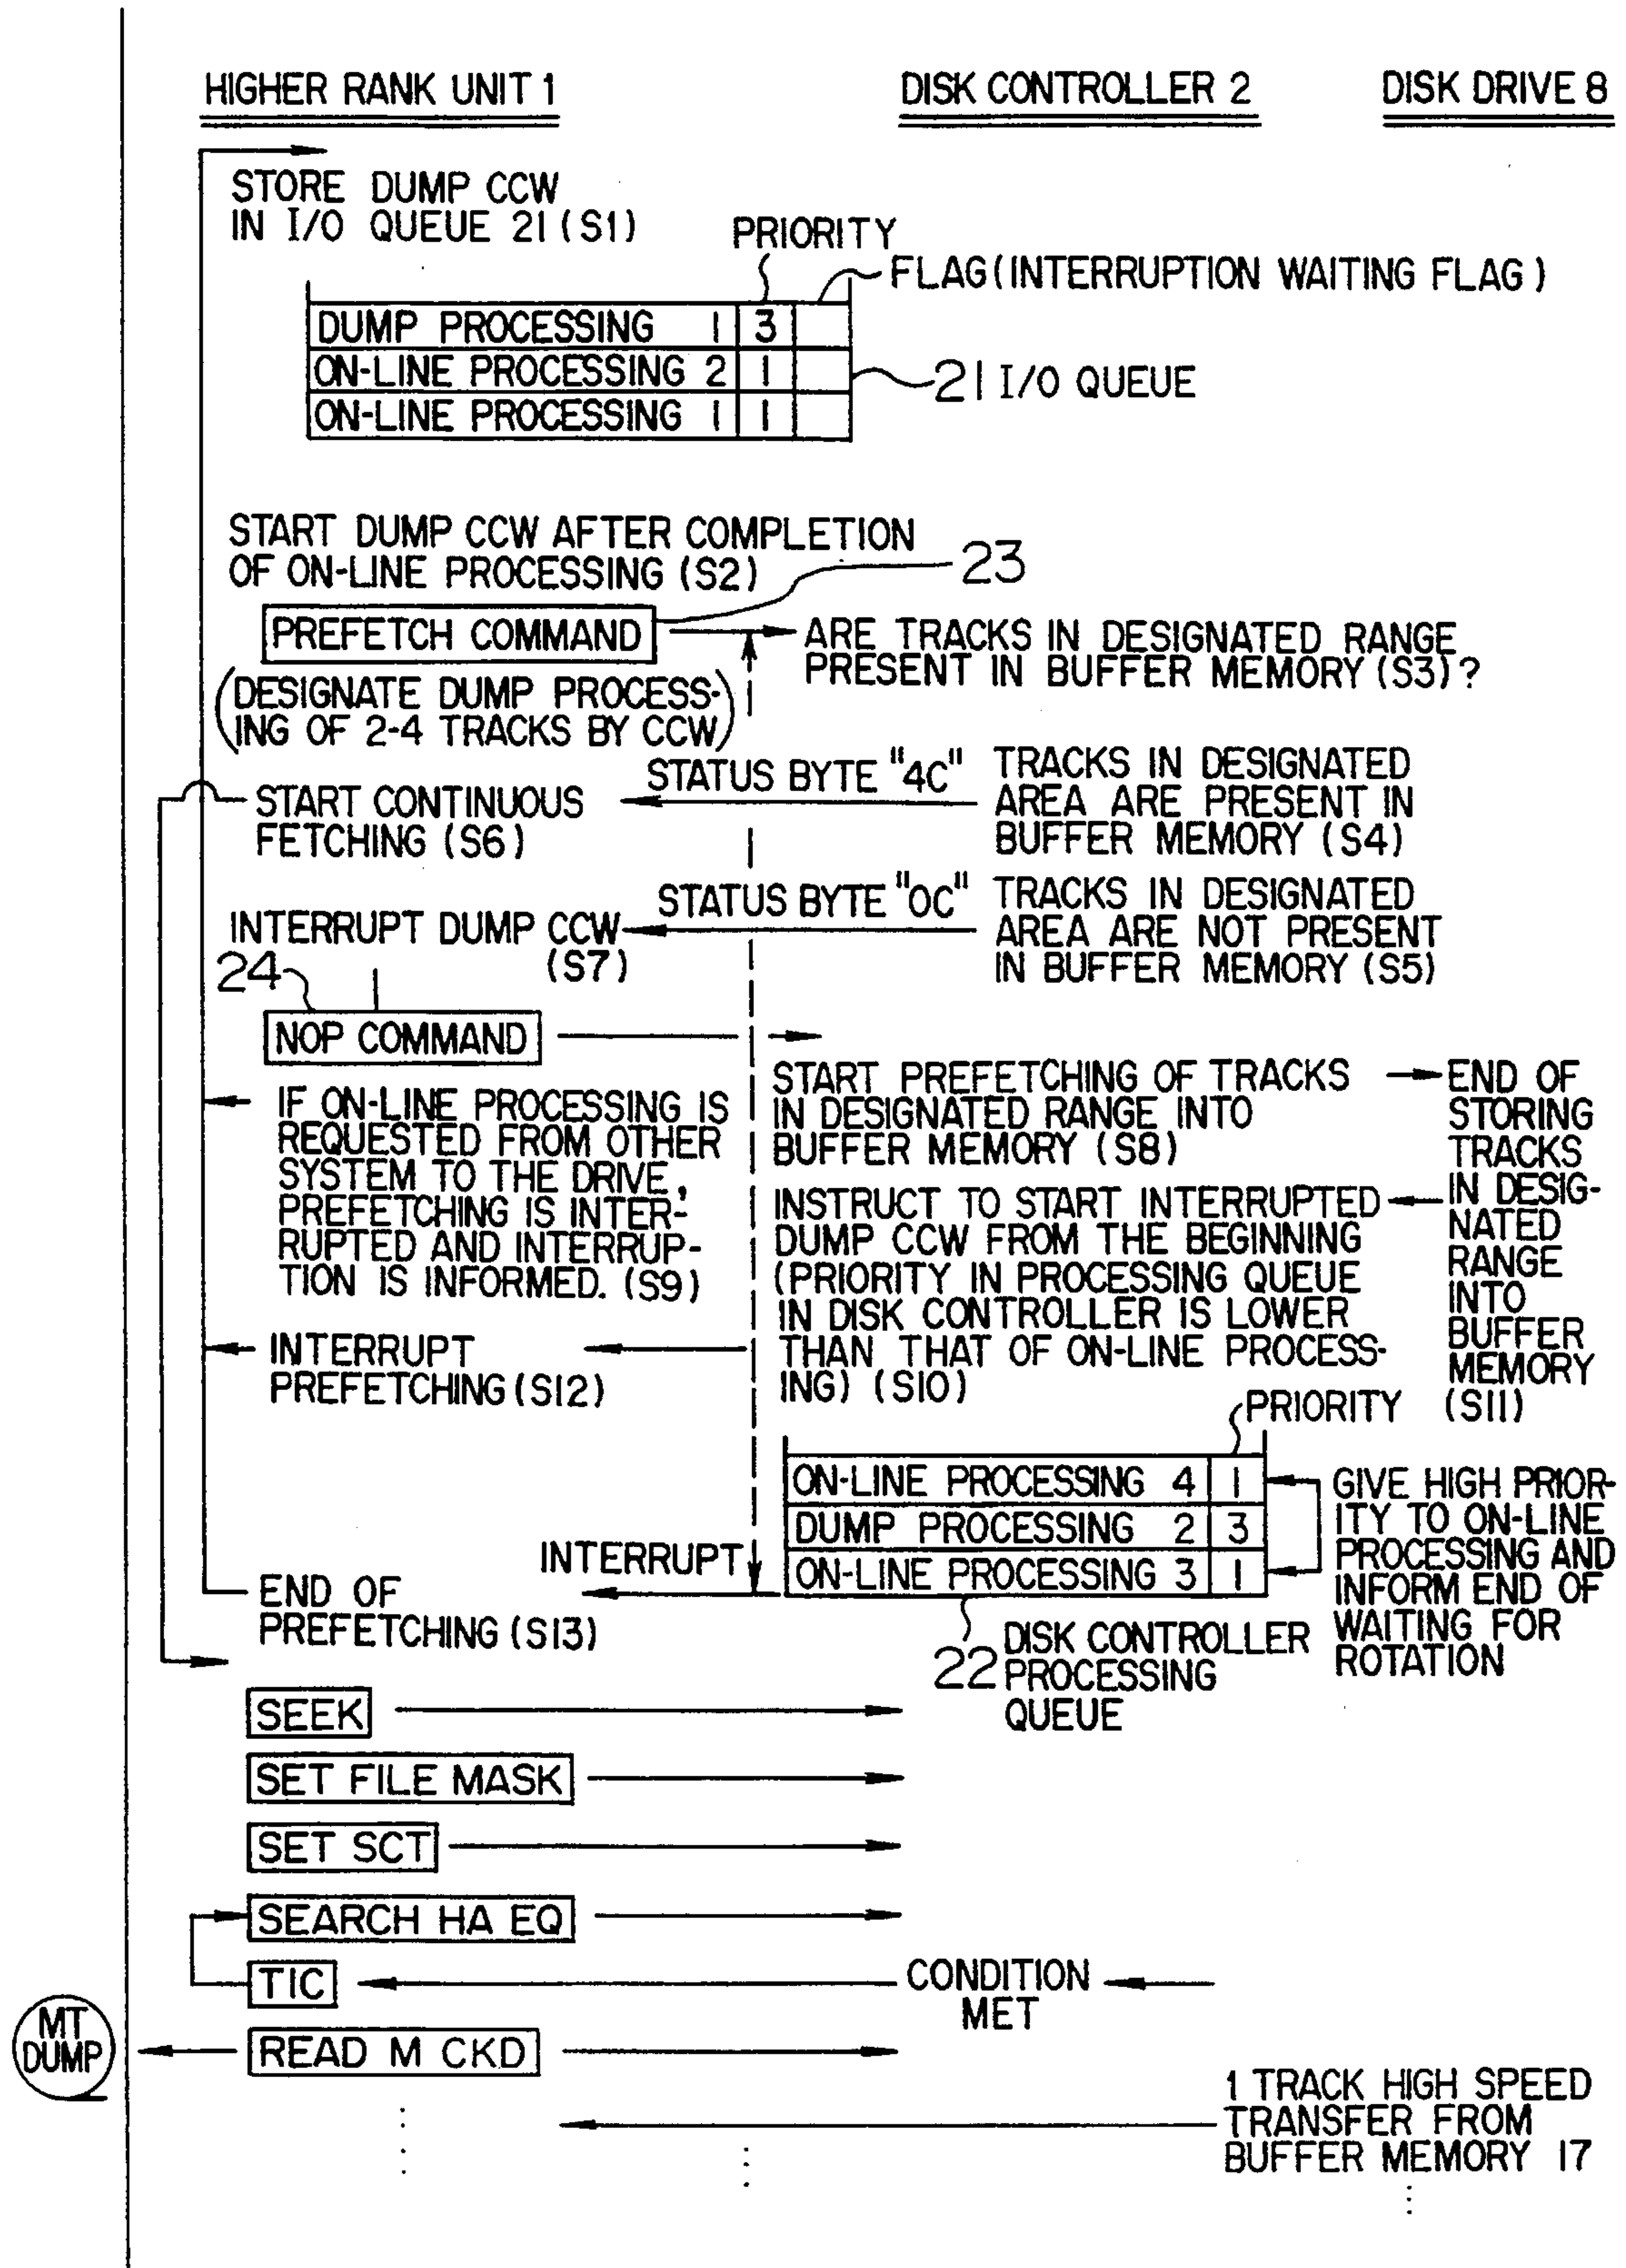 HIGHER RANK UNIT 1
DISK CONTROLLER 2
DISK DRIVE 8
STORE DUMP CCW
IN I/O QUEUE 21 (S1)
PRIORITY
FLAG (INTERRUPTION WAITING FLAG)
DUMP PROCESSING 1 3
ON-LINE PROCESSING 2 1
ON-LINE PROCESSING 1 1
21 I/O QUEUE
START DUMP CCW AFTER COMPLETION
OF ON-LINE PROCESSING (S2)
23
PREFETCH COMMAND
(DESIGNATE DUMP PROCESS-
ING OF 2-4 TRACKS BY CCW)
ARE TRACKS IN DESIGNATED RANGE
PRESENT IN BUFFER MEMORY (S3)?
STATUS BYTE "4C"
TRACKS IN DESIGNATED
AREA ARE PRESENT IN
BUFFER MEMORY (S4)
START CONTINUOUS
FETCHING (S6)
STATUS BYTE "0C"
TRACKS IN DESIGNATED
AREA ARE NOT PRESENT
IN BUFFER MEMORY (S5)
INTERRUPT DUMP CCW
(S7)
24
NOP COMMAND
START PREFETCHING OF TRACKS
IN DESIGNATED RANGE INTO
BUFFER MEMORY (S8)
END OF
STORING
TRACKS
IN DESIG-
NATED
RANGE
INTO
BUFFER
MEMORY
(S11)
IF ON-LINE PROCESSING IS
REQUESTED FROM OTHER
SYSTEM TO THE DRIVE,
PREFETCHING IS INTER-
RUPTED AND INTERRUP-
TION IS INFORMED. (S9)
INSTRUCT TO START INTERRUPTED
DUMP CCW FROM THE BEGINNING
(PRIORITY IN PROCESSING QUEUE
IN DISK CONTROLLER IS LOWER
THAN THAT OF ON-LINE PROCESS-
ING) (S10)
INTERRUPT
PREFETCHING (S12)
PRIORITY
ON-LINE PROCESSING 4 1
DUMP PROCESSING 2 3
ON-LINE PROCESSING 3 1
GIVE HIGH PRIOR-
ITY TO ON-LINE
PROCESSING AND
INFORM END OF
WAITING FOR
ROTATION
INTERRUPT
END OF
PREFETCHING (S13)
22 DISK CONTROLLER
PROCESSING
QUEUE
SEEK
SET FILE MASK
SET SCT
SEARCH HA EQ
TIC
CONDITION
MET
MT
DUMP
READ M CKD
1 TRACK HIGH SPEED
TRANSFER FROM
BUFFER MEMORY 17